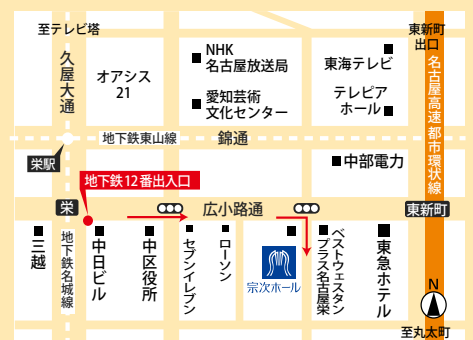 至テレビ塔
東新町
出口
久屋大通
オアシス
21
NHK
名古屋放送局
愛知芸術
文化センター
東海テレビ
テレピア
ホール
名古屋高速都市環状線
地下鉄東山線
錦通
栄駅
中部電力
地下鉄12番出入口
栄
広小路通
東新町
三越
地下鉄名城線
中日ビル
中区役所
セブンイレブン
ローソン
宗次ホール
ベストウェスタン
プラス名古屋栄
東急ホテル
N
至丸太町